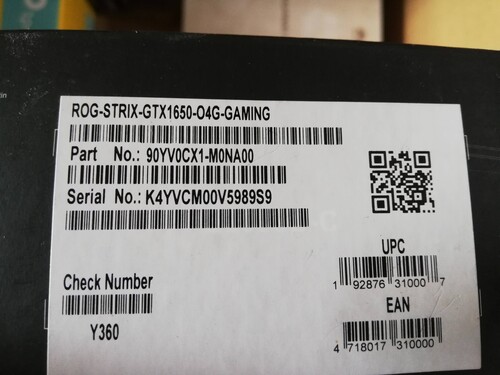 ROG-STRIX-GTX1650-O4G-GAMING
Part No.: 90YV0CX1-M0NA00
Serial No.: K4YVCM00V5989S9
UPC
1 92876 31000 7
Check Number
EAN
Y360
4 718017 310000